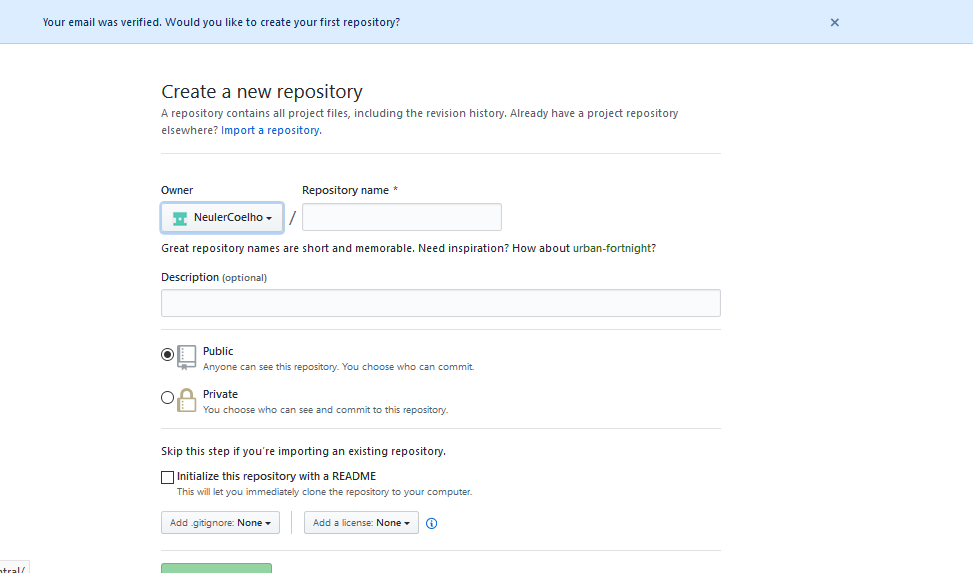 Your email was verified. Would you like to create your first repository?
Create a new repository
A repository contains all project files, including the revision history. Already have a project repository
elsewhere? Import a repository.
Owner
Repository name *
NeulerCoelho
/
Great repository names are short and memorable. Need inspiration? How about urban-fortnight?
Description (optional)
Public
Anyone can see this repository. You choose who can commit.
Private
You choose who can see and commit to this repository.
Skip this step if you're importing an existing repository.
Initialize this repository with a README
This will let you immediately clone the repository to your computer.
Add .gitignore: None
Add a license: None